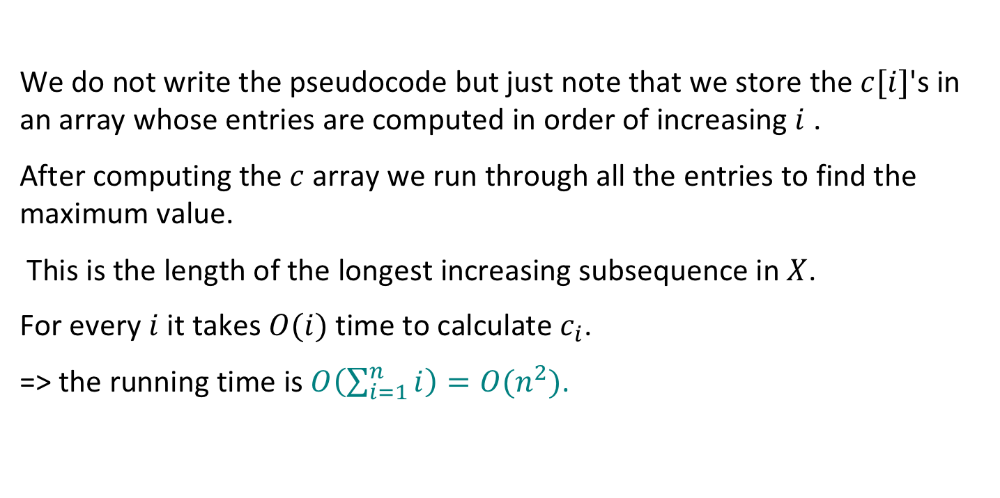 We do not write the pseudocode but just note that we store the c[i]'s in
an array whose entries are computed in order of increasing i .
After computing the c array we run through all the entries to find the
maximum value.
This is the length of the longest increasing subsequence in X.
For every i it takes O(i) time to calculate cᵢ.
=> the running time is O(∑ⁿᵢ₌₁ i) = O(n²).